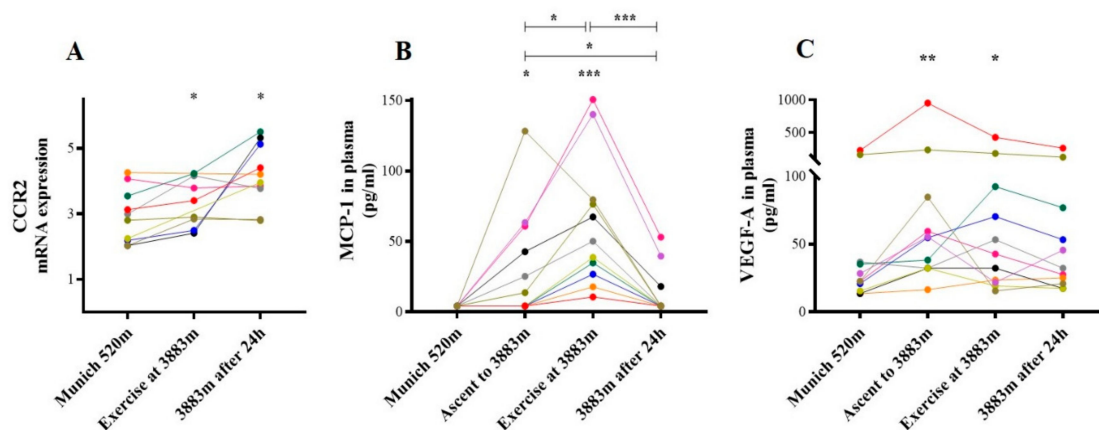 A
CCR2
mRNA expression
5
3
1
*
*
Munich 520m
Exercise at 3883m
3883m after 24h
B
MCP-1 in plasma
(pg/ml)
150
100
50
0
*
***
*
*
***
Munich 520m
Ascent to 3883m
Exercise at 3883m
3883m after 24h
C
VEGF-A in plasma
(pg/ml)
1000
500
100
50
0
**
*
Munich 520m
Ascent to 3883m
Exercise at 3883m
3883m after 24h